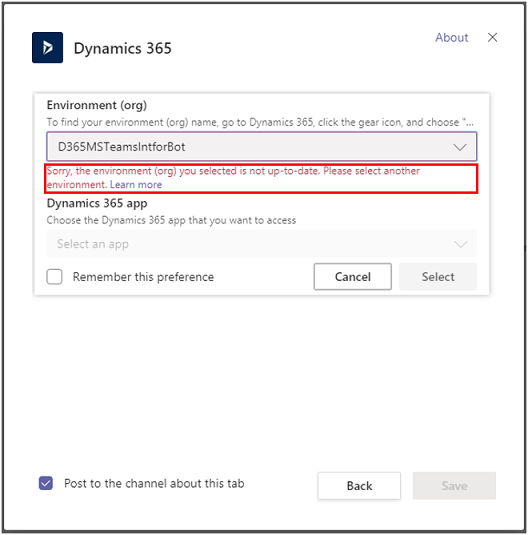 About
Dynamics 365
Environment (org)
To find your environment (org) name, go to Dynamics 365, click the gear icon, and choose "...
D365MSTeamsIntforBot
Sorry, the environment (org) you selected is not up-to-date. Please select another
environment. Learn more
Dynamics 365 app
Choose the Dynamics 365 app that you want to access
Select an app
Remember this preference
Cancel
Select
Post to the channel about this tab
Back
Save